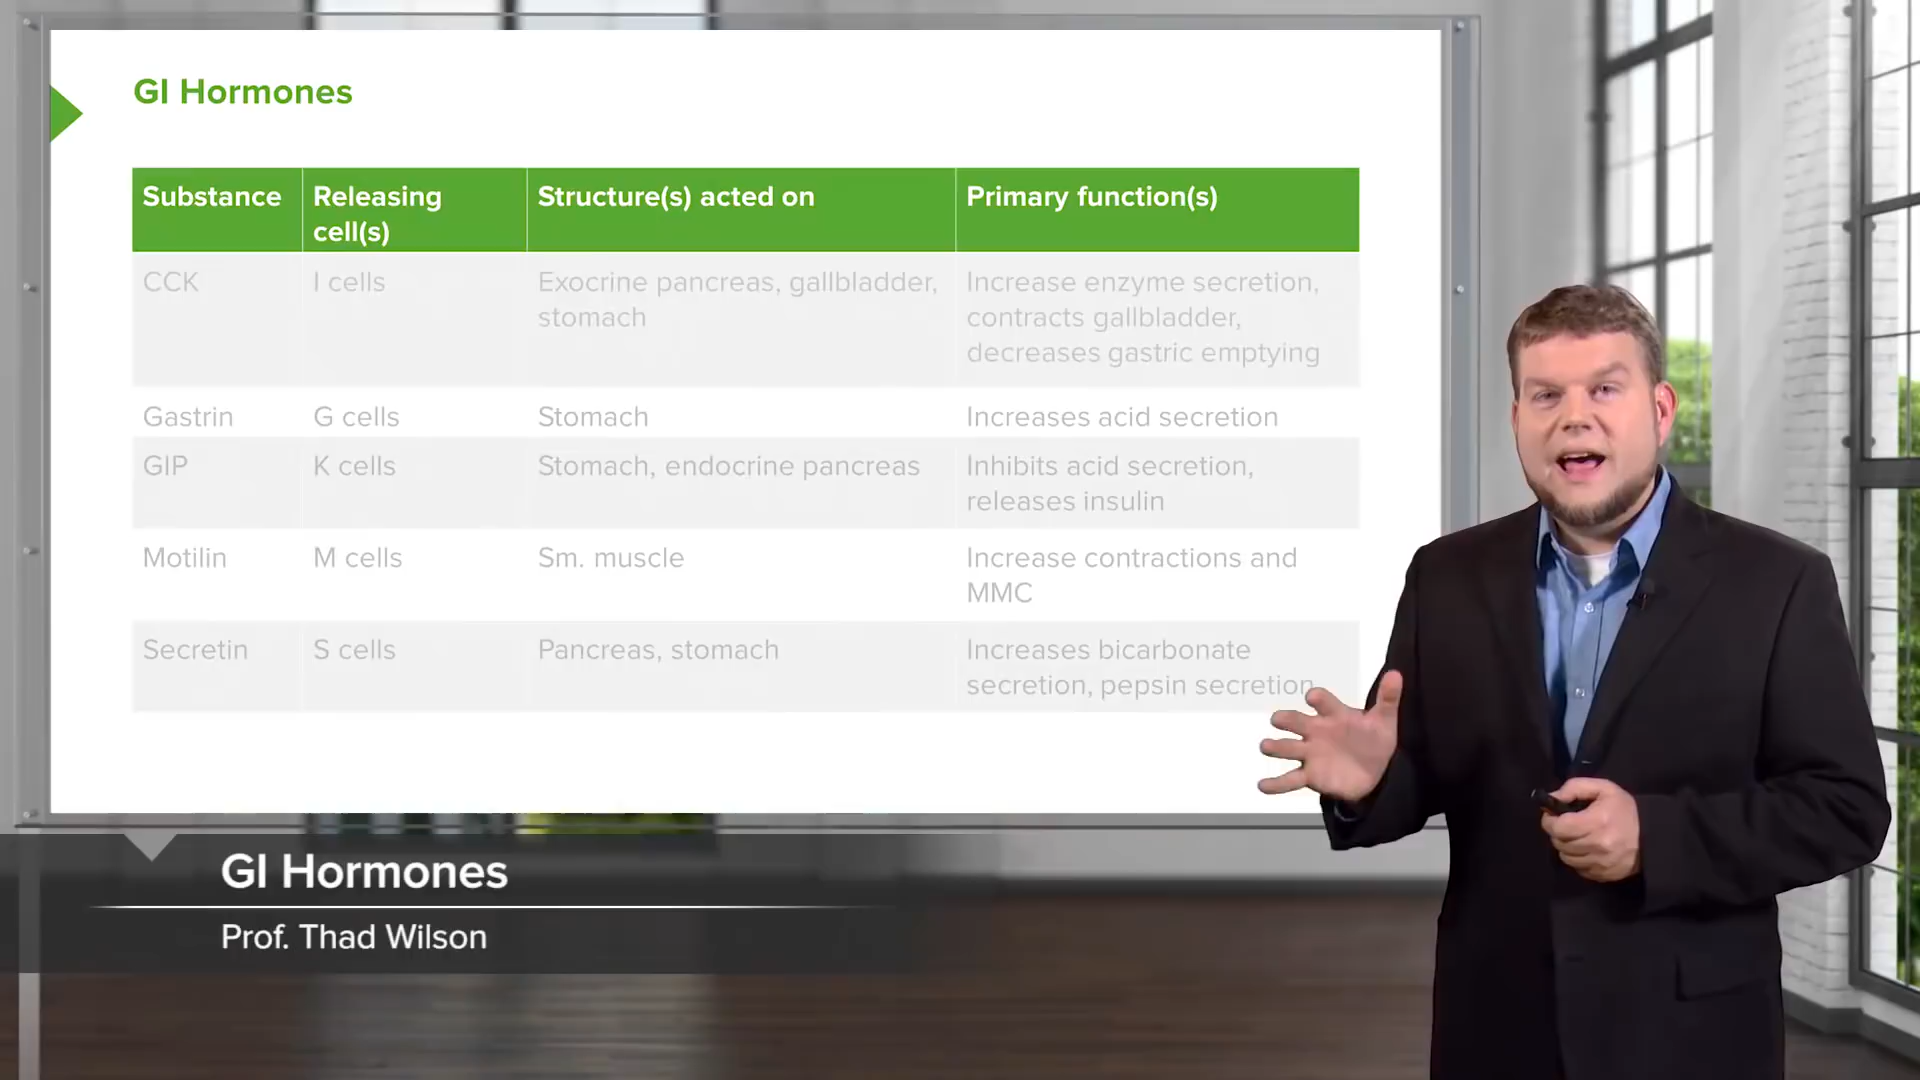 GI Hormones
Substance
Releasing
cell(s)
Structure(s) acted on
Primary function(s)
CCK
I cells
Exocrine pancreas, gallbladder,
stomach
Increase enzyme secretion,
contracts gallbladder,
decreases gastric emptying
Gastrin
G cells
Stomach
Increases acid secretion
GIP
K cells
Stomach, endocrine pancreas
Inhibits acid secretion,
releases insulin
Motilin
M cells
Sm. muscle
Increase contractions and
MMC
Secretin
S cells
Pancreas, stomach
Increases bicarbonate
secretion, pepsin secretion
GI Hormones
Prof. Thad Wilson